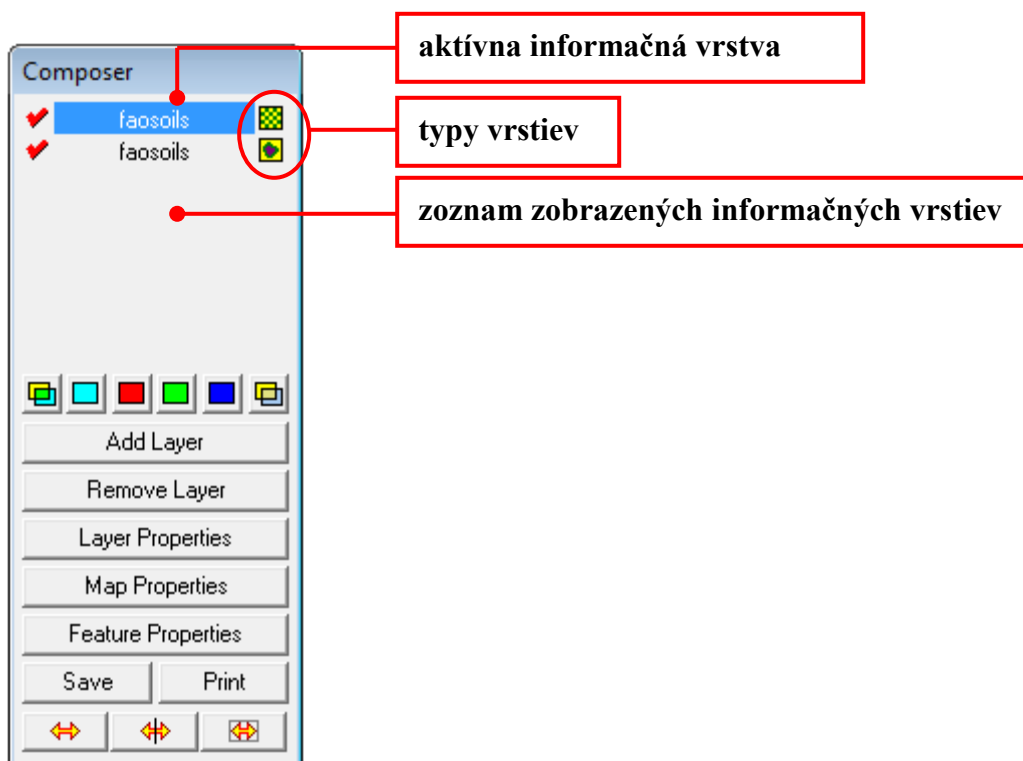 aktívna informačná vrstva
Composer
faosoils
typy vrstiev
faosoils
zoznam zobrazených informačných vrstiev
Add Layer
Remove Layer
Layer Properties
Map Properties
Feature Properties
Save Print